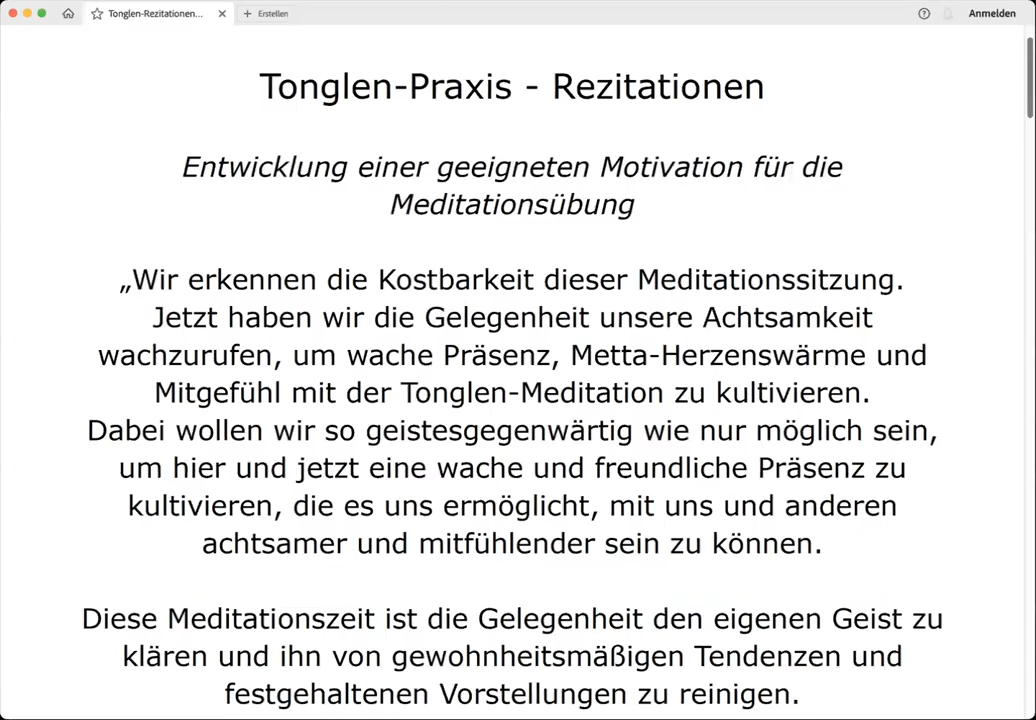 Tonglen-Rezitationen...
Erstellen
Anmelden
Tonglen-Praxis - Rezitationen
Entwicklung einer geeigneten Motivation für die
Meditationsübung
„Wir erkennen die Kostbarkeit dieser Meditationssitzung.
Jetzt haben wir die Gelegenheit unsere Achtsamkeit
wachzurufen, um wache Präsenz, Metta-Herzenswärme und
Mitgefühl mit der Tonglen-Meditation zu kultivieren.
Dabei wollen wir so geistesgegenwärtig wie nur möglich sein,
um hier und jetzt eine wache und freundliche Präsenz zu
kultivieren, die es uns ermöglicht, mit uns und anderen
achtsamer und mitfühlender sein zu können.
Diese Meditationszeit ist die Gelegenheit den eigenen Geist zu
klären und ihn von gewohnheitsmäßigen Tendenzen und
festgehaltenen Vorstellungen zu reinigen.